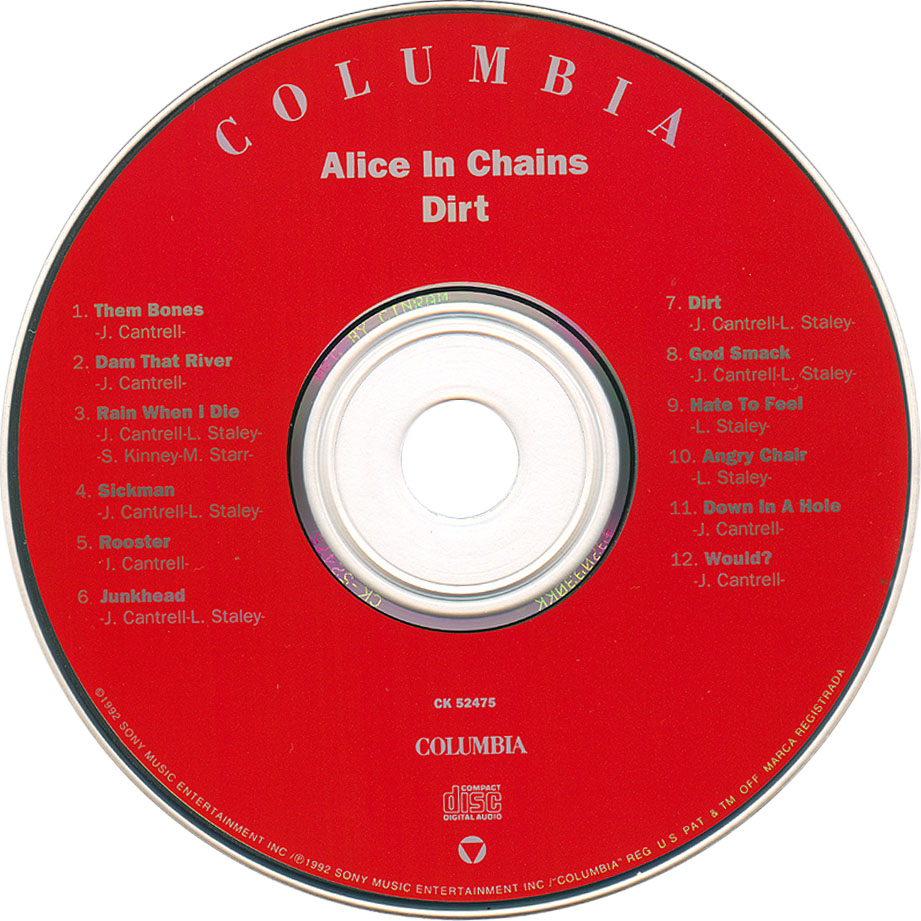 COLUMBIA
Alice In Chains
Dirt
1. Them Bones
-J. Cantrell-
2. Dam That River
-J. Cantrell-
3. Rain When I Die
-J. Cantrell-L. Staley-
-S. Kinney-M. Starr-
4. Sickman
-J. Cantrell-L. Staley-
5. Rooster
J. Cantrell-
6. Junkhead
-J. Cantrell-L. Staley-
7. Dirt
-J. Cantrell-L. Staley-
8. God Smack
-J. Cantrell-L. Staley-
9. Hate To Feel
-L. Staley-
10. Angry Chair
-L. Staley-
11. Down In A Hole
-J. Cantrell-
12. Would?
-J. Cantrell-
BY CINRAM
CK 52475
COLUMBIA
COMPACT
disc
DIGITAL AUDIO
©1992 SONY MUSIC ENTERTAINMENT INC /℗1992 SONY MUSIC ENTERTAINMENT INC /"COLUMBIA" REG U S PAT & TM OFF MARCA REGISTRADA